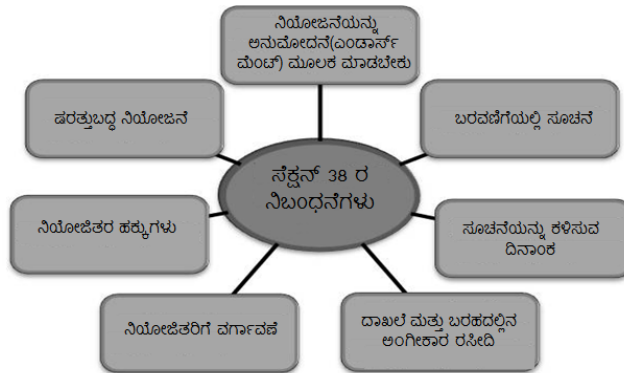 ನಿಯೋಜನೆಯನ್ನು
ಅನುಮೋದನೆ(ಎಂಡಾರ್ಸ್
ಮೆಂಟ್) ಮೂಲಕ ಮಾಡಬೇಕು
ಷರತ್ತುಬದ್ಧ ನಿಯೋಜನೆ
ಬರವಣಿಗೆಯಲ್ಲಿ ಸೂಚನೆ
ಸೆಕ್ಷನ್ 38 ರ
ನಿಬಂಧನೆಗಳು
ನಿಯೋಜಿತರ ಹಕ್ಕುಗಳು
ಸೂಚನೆಯನ್ನು ಕಳಿಸುವ
ದಿನಾಂಕ
ನಿಯೋಜಿತರಿಗೆ ವರ್ಗಾವಣೆ
ದಾಖಲೆ ಮತ್ತು ಬರಹದಲ್ಲಿನ
ಅಂಗೀಕಾರ ರಸೀದಿ